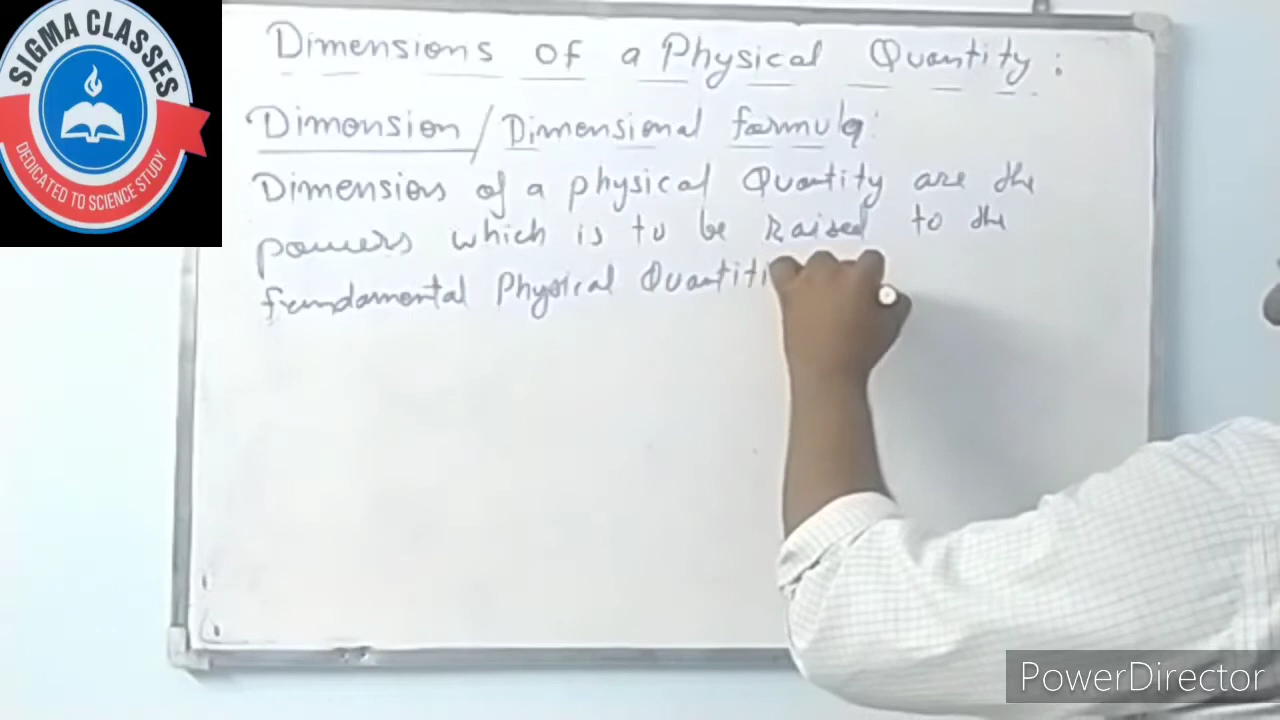 SIGMA CLASSES
DEDICATED TO SCIENCE STUDY
Dimensions of a Physical Quantity :
Dimension / Dimensional formula :
Dimensions of a physical Quantity are the
powers which is to be Raised to the
fundamental Physical Quantiti
PowerDirector